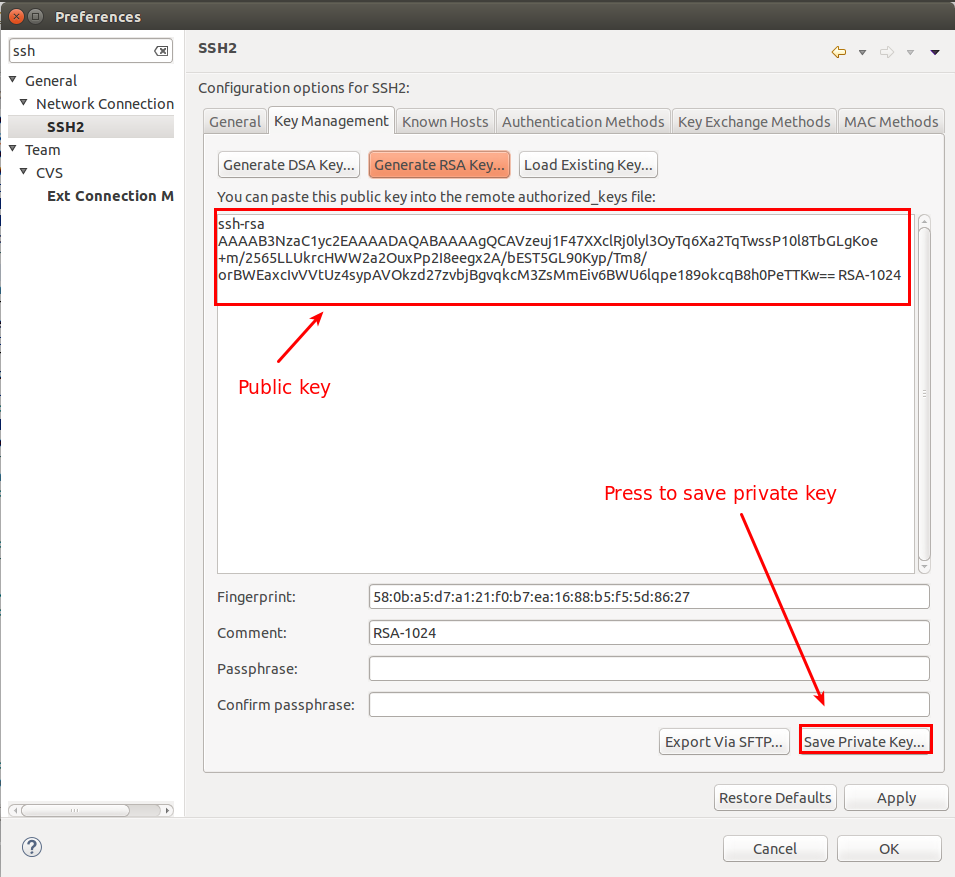 Preferences
ssh
General
Network Connection
SSH2
Team
CVS
Ext Connection M
SSH2
Configuration options for SSH2:
General
Key Management
Known Hosts
Authentication Methods
Key Exchange Methods
MAC Methods
Generate DSA Key...
Generate RSA Key...
Load Existing Key...
You can paste this public key into the remote authorized_keys file:
ssh-rsa
AAAAB3NzaC1yc2EAAAADAQABAAAAgQCAVzeuj1F47XXclRj0lyl3OyTq6Xa2TqTwssP10l8TbGLgKoe
+m/2565LLUkrcHWW2a2OuxPp2I8eegx2A/bEST5GL90Kyp/Tm8/
orBWEaxcIvVVtUz4sypAVOkzd27zvbjBgvqkcM3ZsMmEiv6BWU6lqpe189okcqB8h0PeTTKw== RSA-1024
Public key
Press to save private key
Fingerprint:
58:0b:a5:d7:a1:21:f0:b7:ea:16:88:b5:f5:5d:86:27
Comment:
RSA-1024
Passphrase:
Confirm passphrase:
Export Via SFTP...
Save Private Key...
Restore Defaults
Apply
?
Cancel
OK